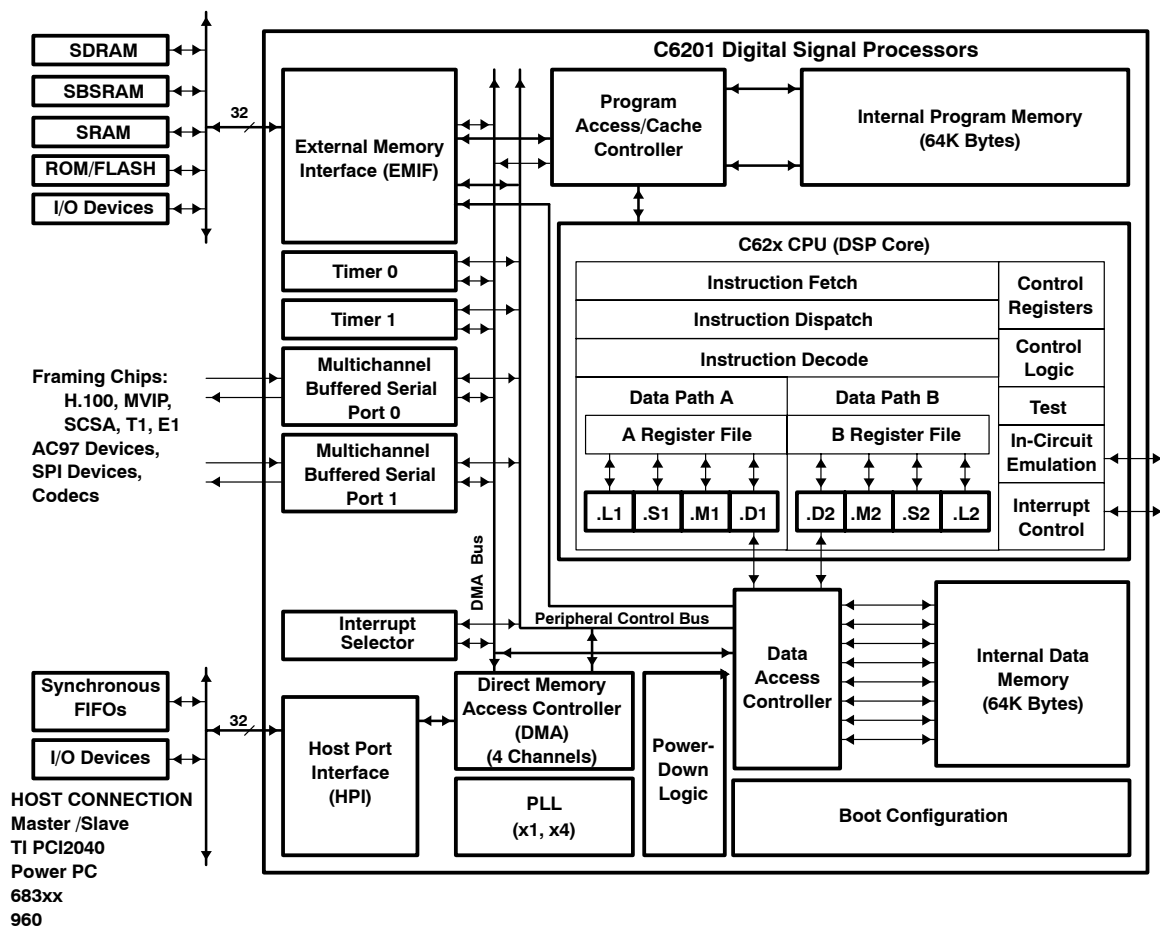 C6201 Digital Signal Processors
SDRAM
SBSRAM
SRAM
ROM/FLASH
I/O Devices
32
External Memory
Interface (EMIF)
Program
Access/Cache
Controller
Internal Program Memory
(64K Bytes)
C62x CPU (DSP Core)
Instruction Fetch
Instruction Dispatch
Instruction Decode
Control
Registers
Control
Logic
Test
In-Circuit
Emulation
Interrupt
Control
Data Path A
Data Path B
A Register File
B Register File
.L1
.S1
.M1
.D1
.D2
.M2
.S2
.L2
Timer 0
Timer 1
Multichannel
Buffered Serial
Port 0
Multichannel
Buffered Serial
Port 1
Framing Chips:
H.100, MVIP,
SCSA, T1, E1
AC97 Devices,
SPI Devices,
Codecs
DMA Bus
Interrupt
Selector
Peripheral Control Bus
Data
Access
Controller
Internal Data
Memory
(64K Bytes)
Synchronous
FIFOs
I/O Devices
32
Host Port
Interface
(HPI)
Direct Memory
Access Controller
(DMA)
(4 Channels)
PLL
(x1, x4)
Power-
Down
Logic
Boot Configuration
HOST CONNECTION
Master /Slave
TI PCI2040
Power PC
683xx
960